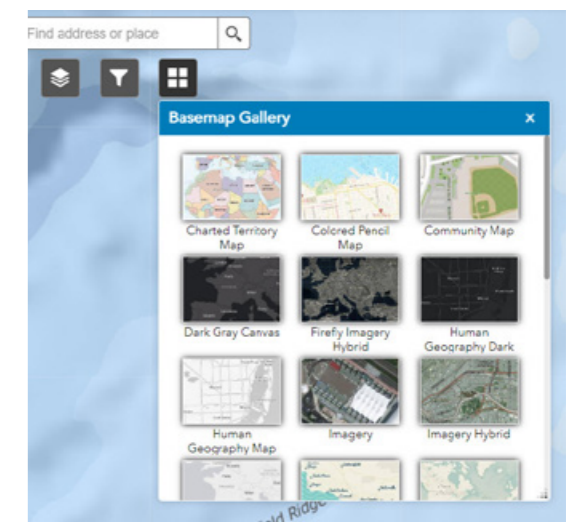 Find address or place
Basemap Gallery x
Charted Territory
Map
Colored Pencil
Map
Community Map
Dark Gray Canvas
Firefly Imagery
Hybrid
Human
Geography Dark
Human
Geography Map
Imagery
Imagery Hybrid
Ridge